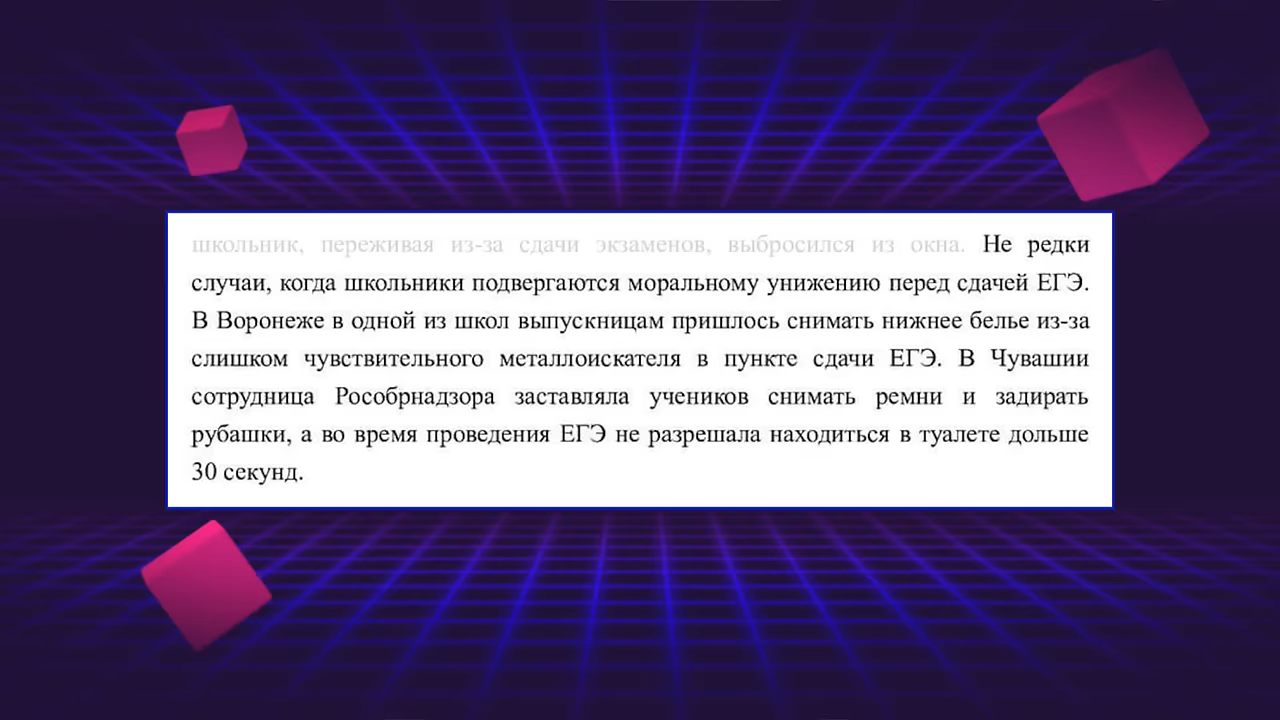 школьник, переживая из-за сдачи экзаменов, выбросился из окна. Не редки
случаи, когда школьники подвергаются моральному унижению перед сдачей ЕГЭ.
В Воронеже в одной из школ выпускницам пришлось снимать нижнее белье из-за
слишком чувствительного металлоискателя в пункте сдачи ЕГЭ. В Чувашии
сотрудница Рособрнадзора заставляла учеников снимать ремни и задирать
рубашки, а во время проведения ЕГЭ не разрешала находиться в туалете дольше
30 секунд.